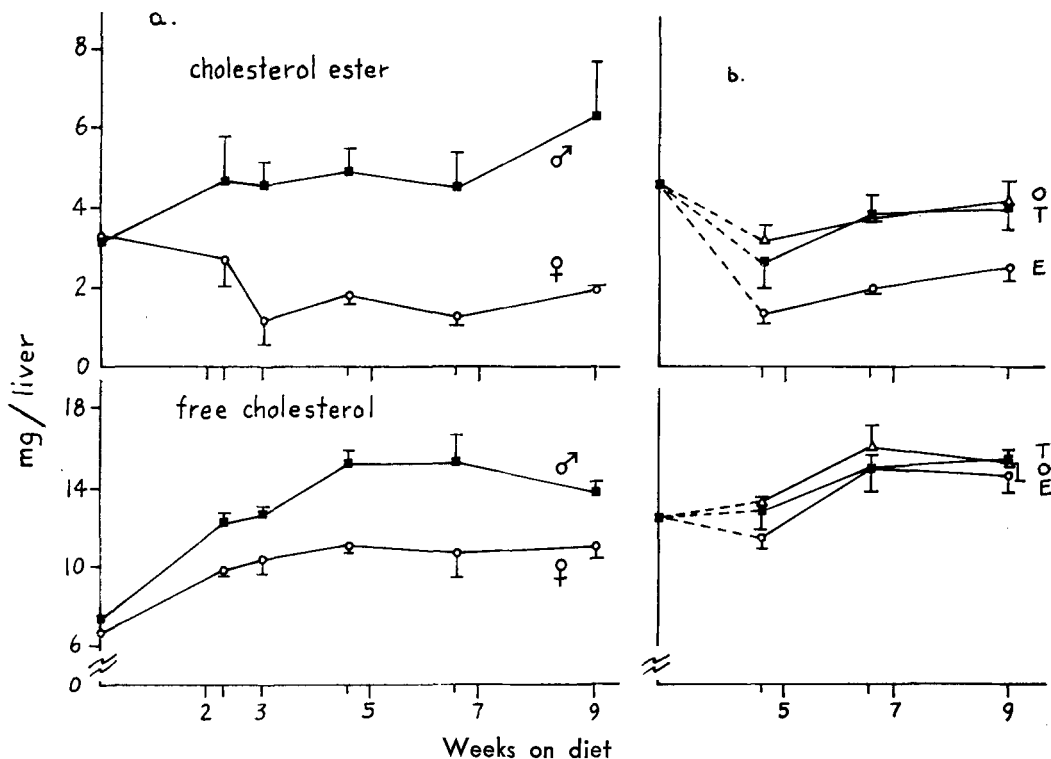 a.
8
cholesterol ester
b.
6
♂
4
O
T
♀
E
2
0
mg/liver
18
free cholesterol
♂
T
O
E
14
10
♀
6
0
2 3 5 7 9
5 7 9
Weeks on diet